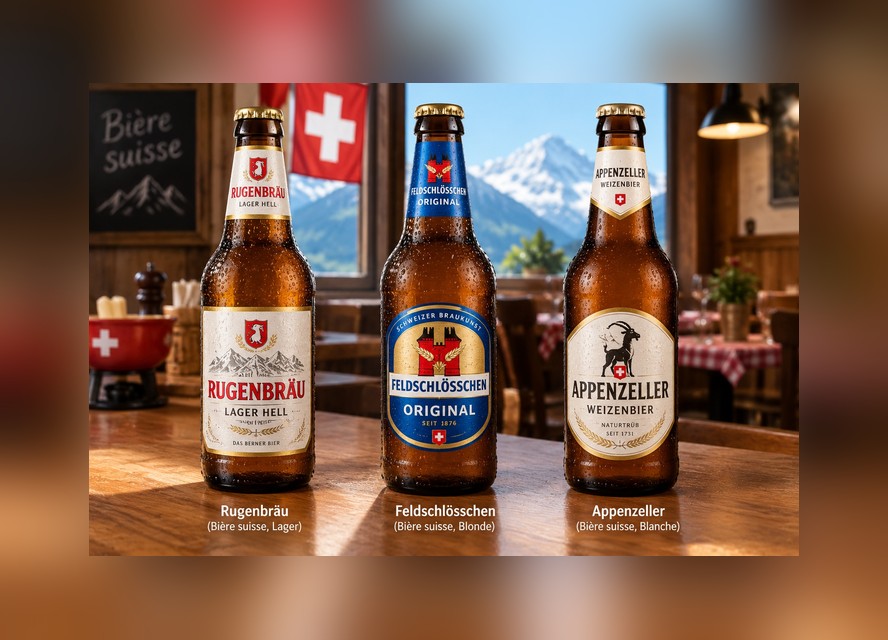 Bière
suisse
RUGENBRÄU
LAGER HELL
RUGENBRÄU
LAGER HELL
DAS BERNER BIER
FELDSCHLÖSSCHEN
ORIGINAL
SCHWEIZER BRAUKUNST
FELDSCHLÖSSCHEN
ORIGINAL
SEIT 1876
APPENZELLER
WEIZENBIER
APPENZELLER
WEIZENBIER
NATURTRÜB
SEIT 1731
Rugenbräu
(Bière suisse, Lager)
Feldschlösschen
(Bière suisse, Blonde)
Appenzeller
(Bière suisse, Blanche)